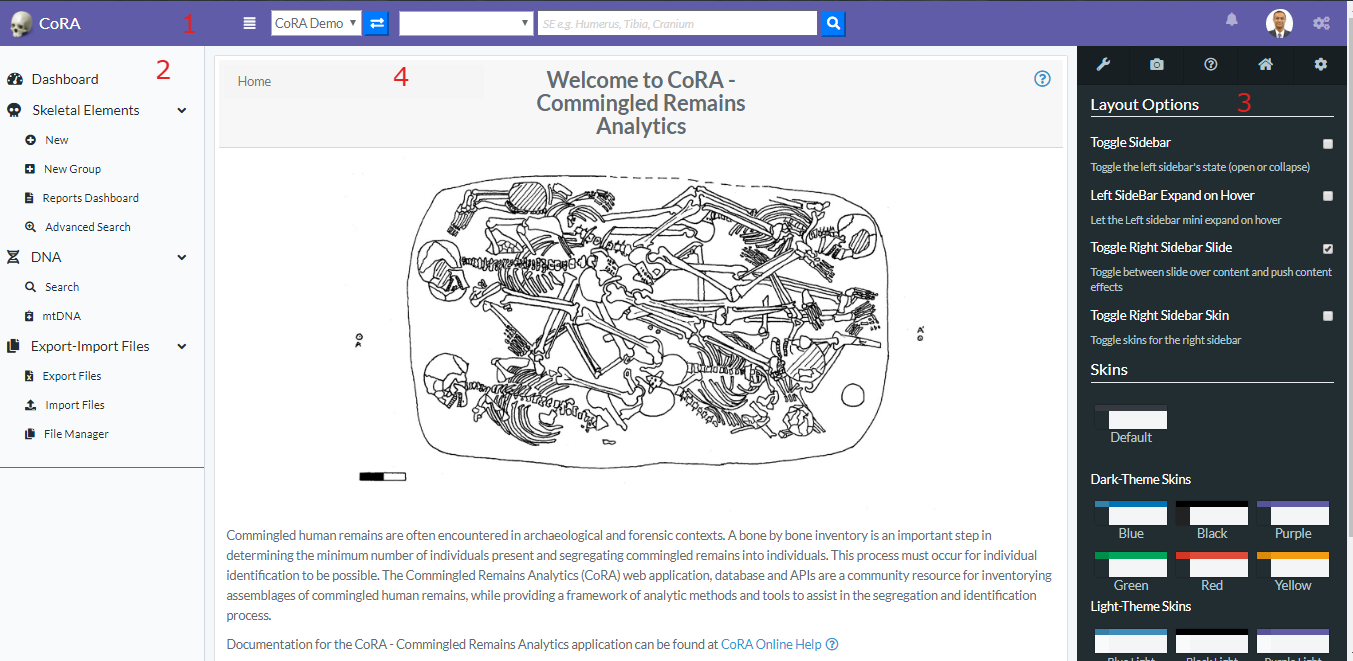 CoRA
1
CoRA Demo
SE e.g. Humerus, Tibia, Cranium
2
Dashboard
Skeletal Elements
New
New Group
Reports Dashboard
Advanced Search
DNA
Search
mtDNA
Export-Import Files
Export Files
Import Files
File Manager
Home
4
Welcome to CoRA -
Commingled Remains
Analytics
A
A'
Commingled human remains are often encountered in archaeological and forensic contexts. A bone by bone inventory is an important step in
determining the minimum number of individuals present and segregating commingled remains into individuals. This process must occur for individual
identification to be possible. The Commingled Remains Analytics (CoRA) web application, database and APIs are a community resource for inventorying
assemblages of commingled human remains, while providing a framework of analytic methods and tools to assist in the segregation and identification
process.
Documentation for the CoRA - Commingled Remains Analytics application can be found at CoRA Online Help
Layout Options
3
Toggle Sidebar
Toggle the left sidebar's state (open or collapse)
Left SideBar Expand on Hover
Let the Left sidebar mini expand on hover
Toggle Right Sidebar Slide
Toggle between slide over content and push content
effects
Toggle Right Sidebar Skin
Toggle skins for the right sidebar
Skins
Default
Dark-Theme Skins
Blue Black Purple
Green Red Yellow
Light-Theme Skins
Blue Light Black Light Purple Light